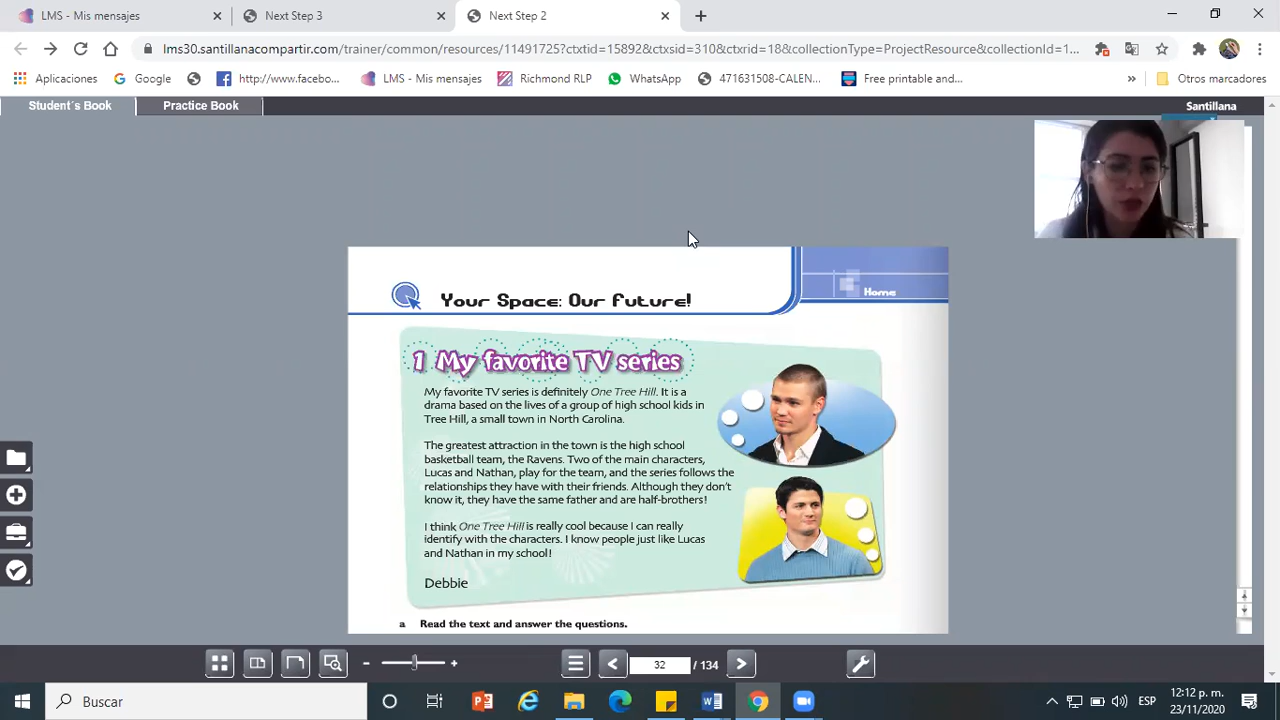 LMS - Mis mensajes
Next Step 3
Next Step 2
lms30.santillanacompartir.com/trainer/common/resources/11491725?ctxtid=15892&ctxsid=310&ctxrid=18&collectionType=ProjectResource&collectionId=1...
Aplicaciones
Google
http://www.facebo...
LMS - Mis mensajes
Richmond RLP
WhatsApp
t71631508-CALEN...
Free printable and...
»
Otros marcadores
Student´s Book
Practice Book
Santillana
Your Space: Our future!
Home
1 My favorite TV series
My favorite TV series is definitely One Tree Hill. It is a
drama based on the lives of a group of high school kids in
Tree Hill, a small town in North Carolina.
The greatest attraction in the town is the high school
basketball team, the Ravens. Two of the main characters,
Lucas and Nathan, play for the team, and the series follows the
relationships they have with their friends. Although they don't
know it, they have the same father and are half-brothers!
I think One Tree Hill is really cool because I can really
identify with the characters. I know people just like Lucas
and Nathan in my school!
Debbie
a Read the text and answer the questions.
32 / 134
Buscar
ESP
12:12 p. m.
23/11/2020